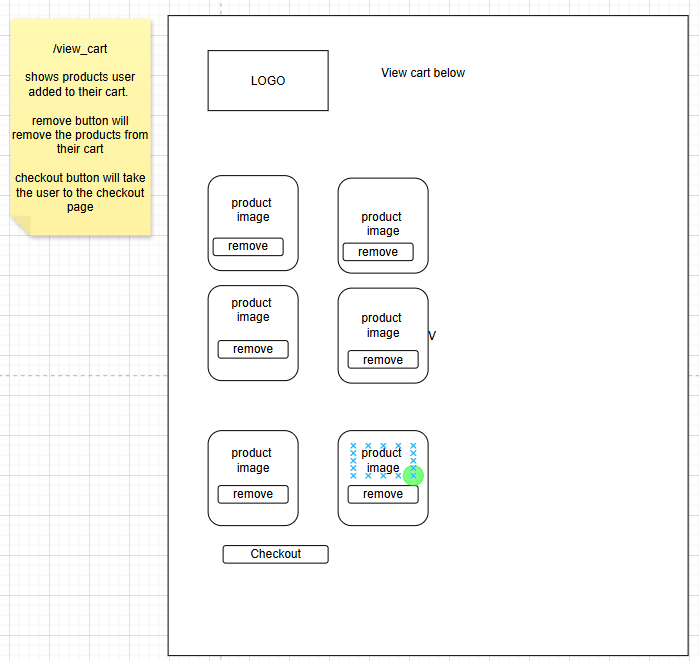 /view_cart
shows products user
added to their cart.
remove button will
remove the products from
their cart
checkout button will take
the user to the checkout
page
LOGO
View cart below
product
image
remove
product
image
remove
product
image
remove
product
image
remove
V
product
image
remove
product
image
remove
Checkout